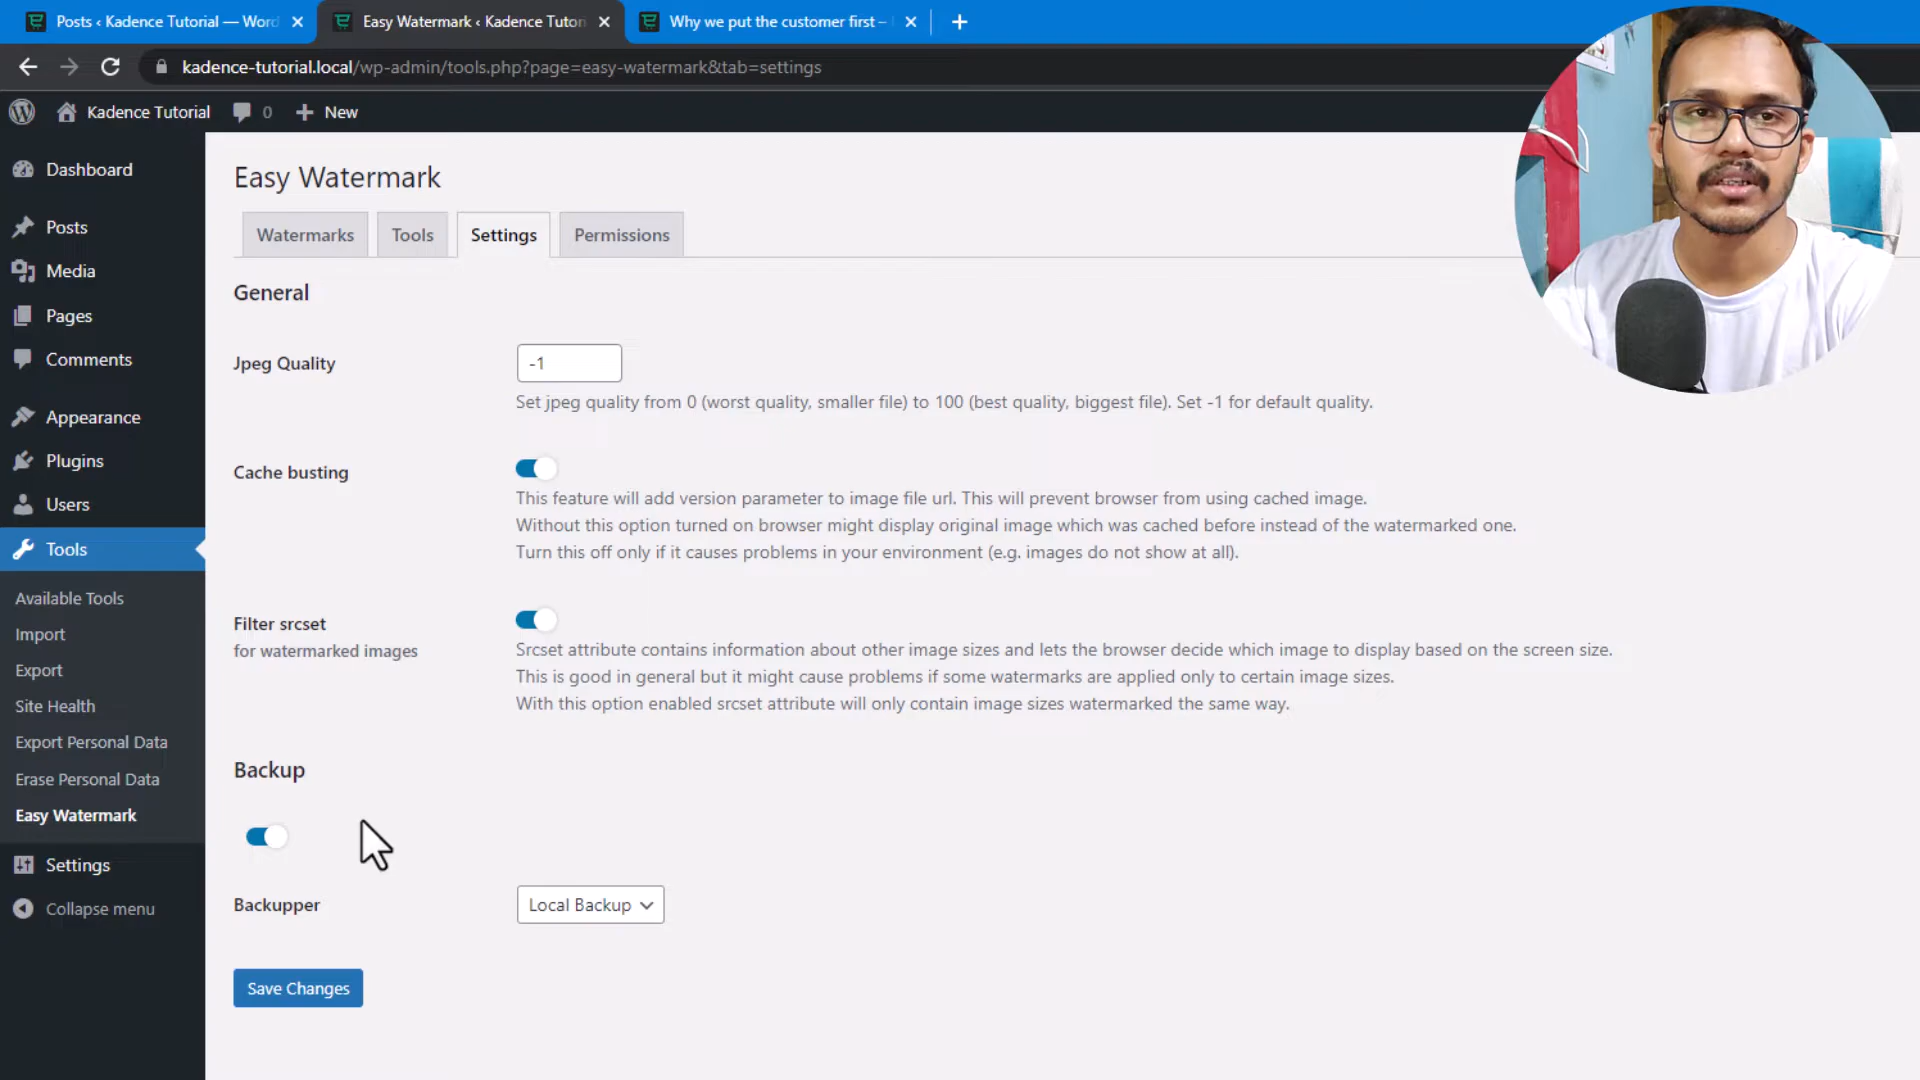 Posts ‹ Kadence Tutorial — Word
Easy Watermark ‹ Kadence Tutor
Why we put the customer first –
kadence-tutorial.local/wp-admin/tools.php?page=easy-watermark&tab=settings
Kadence Tutorial
0
New
Dashboard
Posts
Media
Pages
Comments
Appearance
Plugins
Users
Tools
Available Tools
Import
Export
Site Health
Export Personal Data
Erase Personal Data
Easy Watermark
Settings
Collapse menu
Easy Watermark
Watermarks
Tools
Settings
Permissions
General
Jpeg Quality
-1
Set jpeg quality from 0 (worst quality, smaller file) to 100 (best quality, biggest file). Set -1 for default quality.
Cache busting
This feature will add version parameter to image file url. This will prevent browser from using cached image.
Without this option turned on browser might display original image which was cached before instead of the watermarked one.
Turn this off only if it causes problems in your environment (e.g. images do not show at all).
Filter srcset
for watermarked images
Srcset attribute contains information about other image sizes and lets the browser decide which image to display based on the screen size.
This is good in general but it might cause problems if some watermarks are applied only to certain image sizes.
With this option enabled srcset attribute will only contain image sizes watermarked the same way.
Backup
Backupper
Local Backup
Save Changes